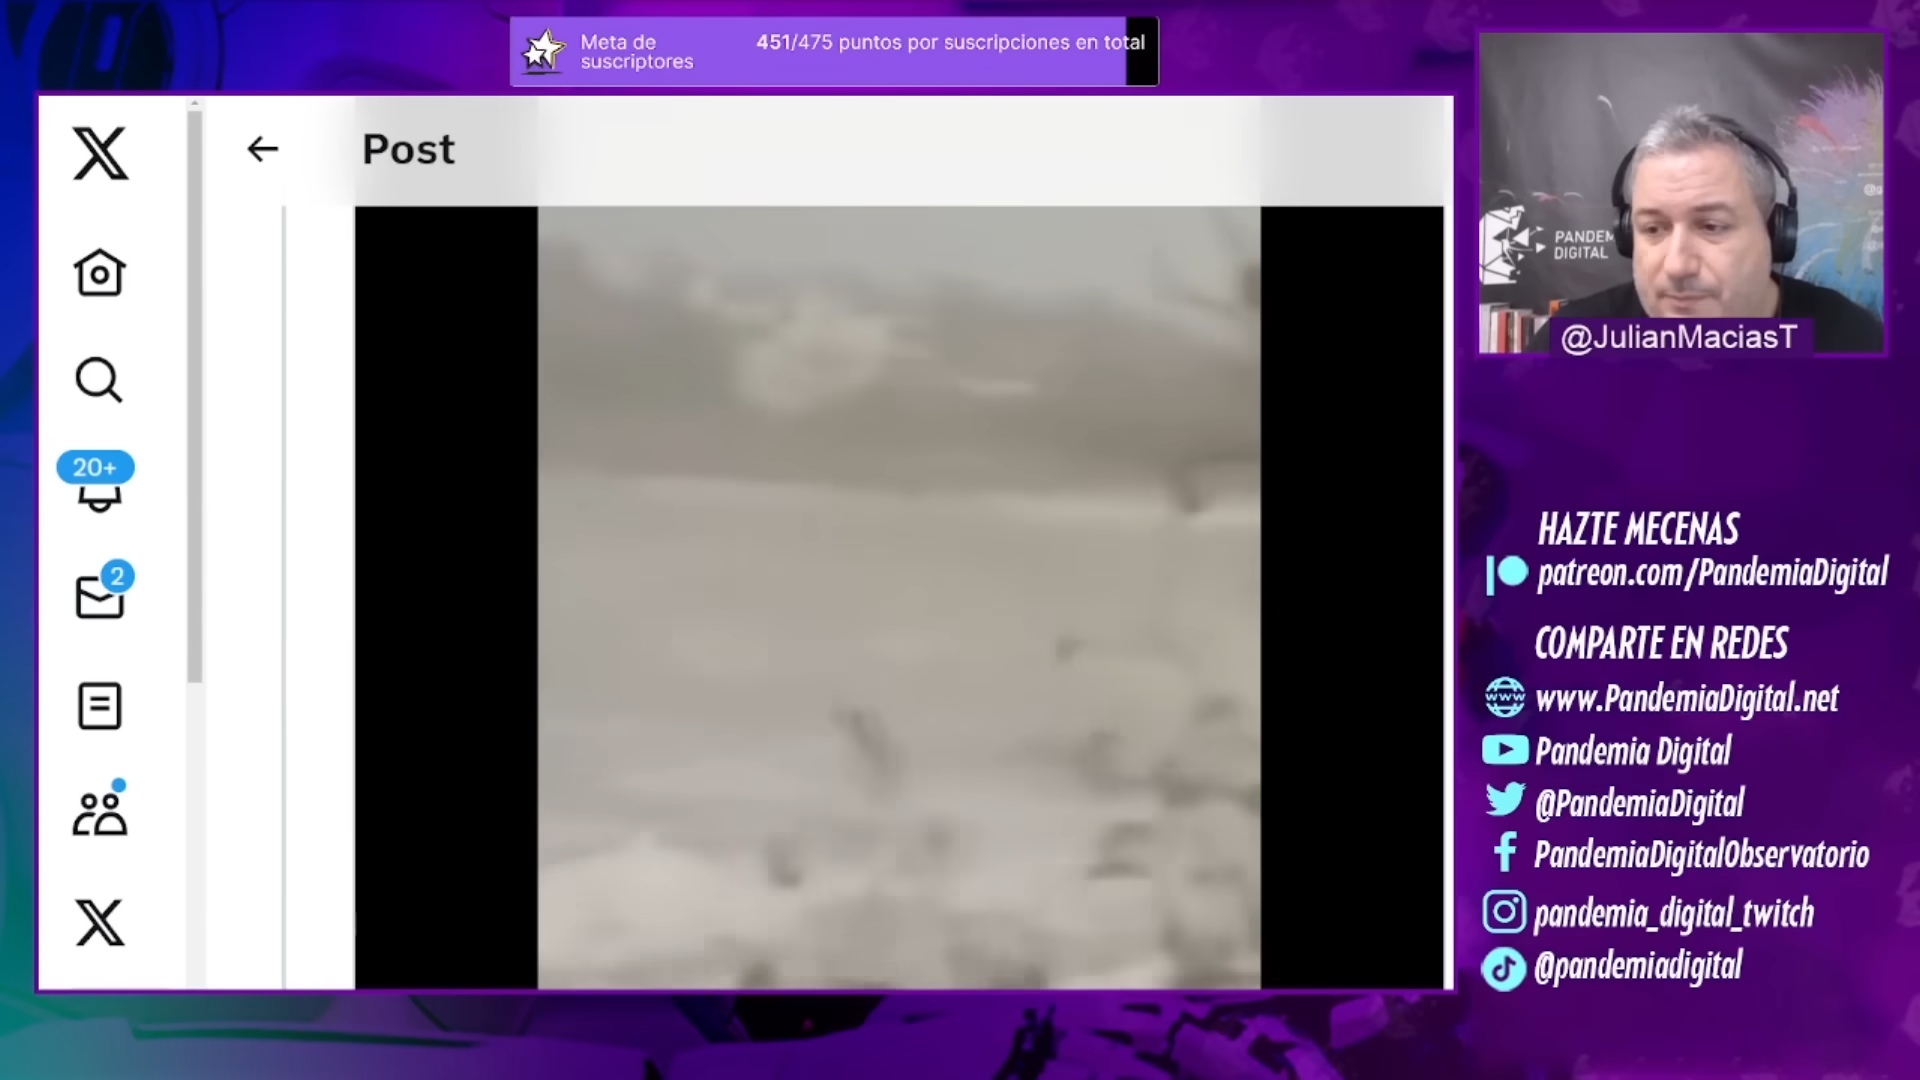 Meta de
suscriptores
451/475 puntos por suscripciones en total
Post
20+
2
PANDEM
DIGITAL
@JulianMaciasT
HAZTE MECENAS
patreon.com/PandemiaDigital
COMPARTE EN REDES
www
www.PandemiaDigital.net
Pandemia Digital
@PandemiaDigital
PandemiaDigitalObservatorio
pandemia_digital_twitch
@pandemiadigital